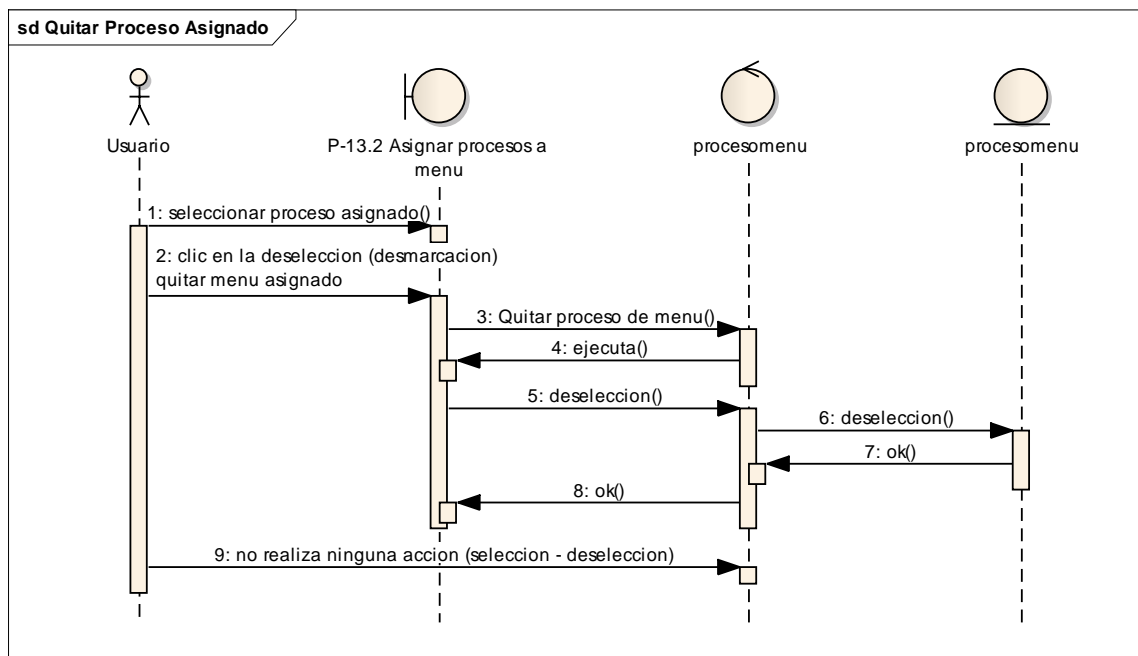 sd Quitar Proceso Asignado
Usuario
P-13.2 Asignar procesos a
menu
procesomenu
procesomenu
1: seleccionar proceso asignado()
2: clic en la deseleccion (desmarcacion)
quitar menu asignado
3: Quitar proceso de menu()
4: ejecuta()
5: deseleccion()
6: deseleccion()
7: ok()
8: ok()
9: no realiza ninguna accion (seleccion - deseleccion)